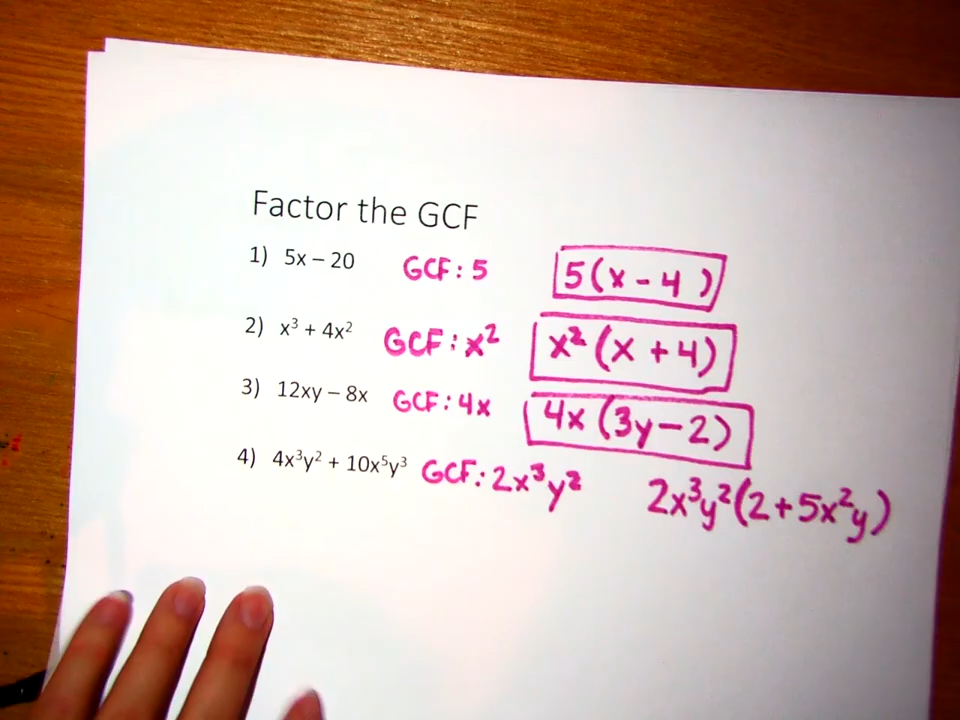 Factor the GCF
1) 5x – 20 GCF: 5 5(x - 4)
2) x³ + 4x² GCF: x² x²(x + 4)
3) 12xy – 8x GCF: 4x 4x(3y - 2)
4) 4x³y² + 10x⁵y³ GCF: 2x³y² 2x³y²(2 + 5x²y)